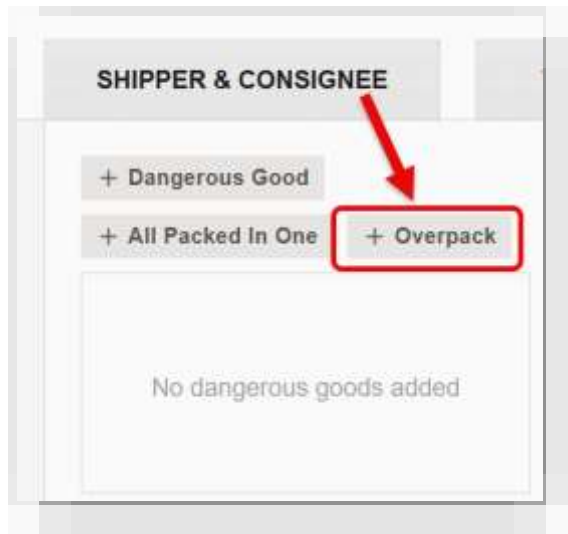 SHIPPER & CONSIGNEE
+ Dangerous Good
+ All Packed In One + Overpack
No dangerous goods added